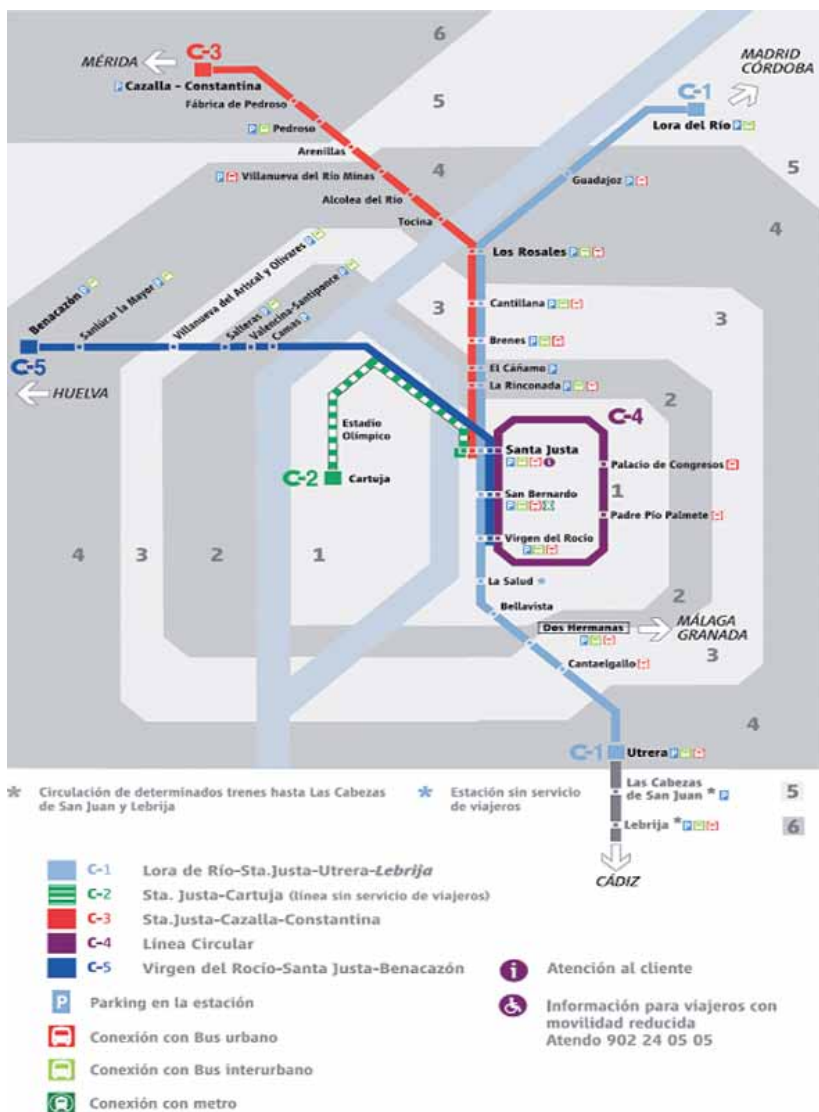 6
C-3
MÉRIDA
MADRID
CÓRDOBA
Cazalla - Constantina
C-1
5
Fábrica de Pedroso
P Pedroso
Lora del Río P
Arenillas
5
4
P Villanueva del Río Minas
Guadajoz P
Alcolea del Río
4
Tocina
Los Rosales P
Benacazón P
Sanlúcar la Mayor P
Villanueva del Ariscal y Olivares P
Salteras P
Valencina-Santiponce P
Camas P
3
Cantillana P
3
Brenes P
C-5
El Cáñamo P
HUELVA
La Rinconada P
2
C-4
Estadio
Olímpico
Santa Justa
P i
Palacio de Congresos
C-2 Cartuja
San Bernardo
P
1
Padre Pío Palmete
Virgen del Rocío
P
4
3
2
1
La Salud *
2
Bellavista
Dos Hermanas
P
MÁLAGA
GRANADA
Cantaelgallo
3
4
C-1 Utrera P
* Circulación de determinados trenes hasta Las Cabezas
de San Juan y Lebrija
* Estación sin servicio
de viajeros
Las Cabezas
de San Juan * P
5
Lebrija * P
6
CÁDIZ
C-1 Lora de Río-Sta.Justa-Utrera-Lebrija
C-2 Sta. Justa-Cartuja (línea sin servicio de viajeros)
C-3 Sta.Justa-Cazalla-Constantina
C-4 Línea Circular
C-5 Virgen del Rocío-Santa Justa-Benacazón
i Atención al cliente
P Parking en la estación
Información para viajeros con
movilidad reducida
Atendo 902 24 05 05
Conexión con Bus urbano
Conexión con Bus interurbano
Conexión con metro